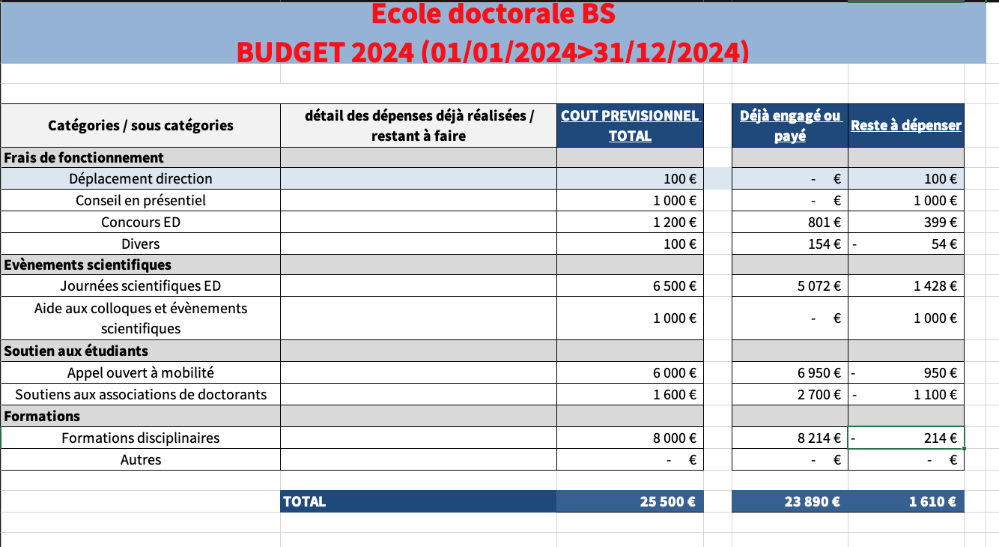 Ecole doctorale BS
BUDGET 2024 (01/01/2024>31/12/2024)
Catégories / sous catégories détail des dépenses déjà réalisées / restant à faire COUT PREVISIONNEL TOTAL Déjà engagé ou payé Reste à dépenser
Frais de fonctionnement
Déplacement direction 100 € - € 100 €
Conseil en présentiel 1 000 € - € 1 000 €
Concours ED 1 200 € 801 € 399 €
Divers 100 € 154 € - 54 €
Evènements scientifiques
Journées scientifiques ED 6 500 € 5 072 € 1 428 €
Aide aux colloques et évènements scientifiques 1 000 € - € 1 000 €
Soutien aux étudiants
Appel ouvert à mobilité 6 000 € 6 950 € - 950 €
Soutiens aux associations de doctorants 1 600 € 2 700 € - 1 100 €
Formations
Formations disciplinaires 8 000 € 8 214 € - 214 €
Autres - € - € - €
TOTAL 25 500 € 23 890 € 1 610 €